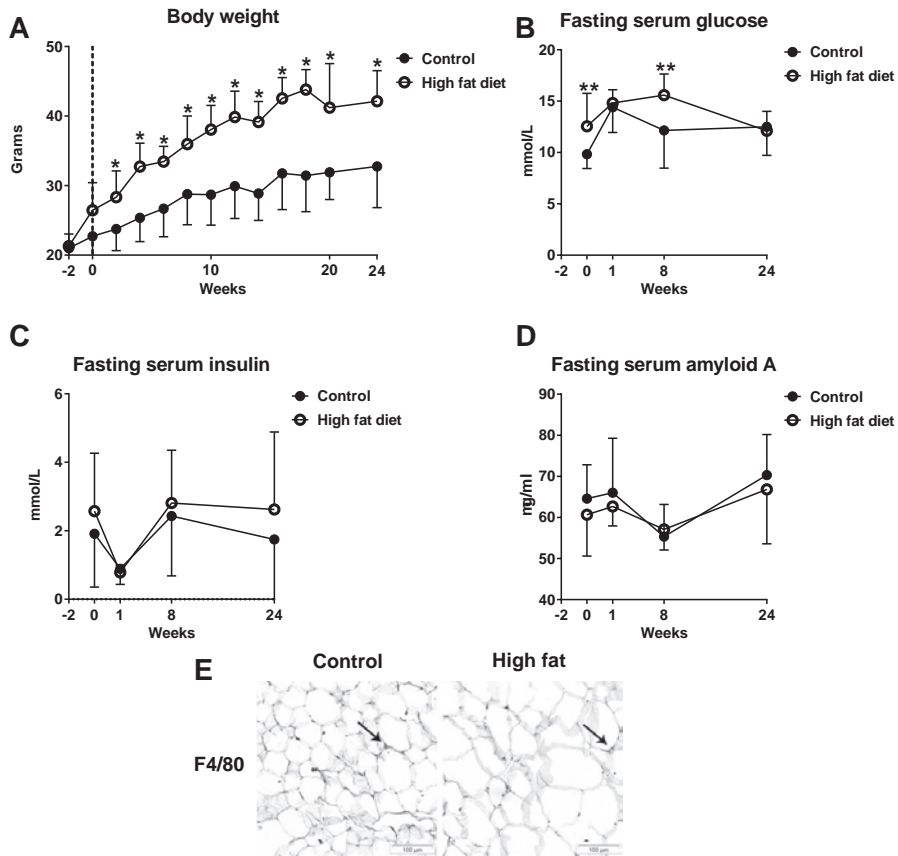 A
Body weight
50
40
30
20
Grams
* * * * * * * * * * * *
-2 0 10 20 24
Weeks
Control
High fat diet
B
Fasting serum glucose
20
15
10
5
0
mmol/L
** **
-2 0 1 8 24
Weeks
Control
High fat diet
C
Fasting serum insulin
6
4
2
0
mmol/L
-2 0 1 8 24
Weeks
Control
High fat diet
D
Fasting serum amyloid A
90
80
70
60
50
40
ng/ml
-2 0 1 8 24
Weeks
Control
High fat diet
E
Control High fat
F4/80
100 µm 100 µm